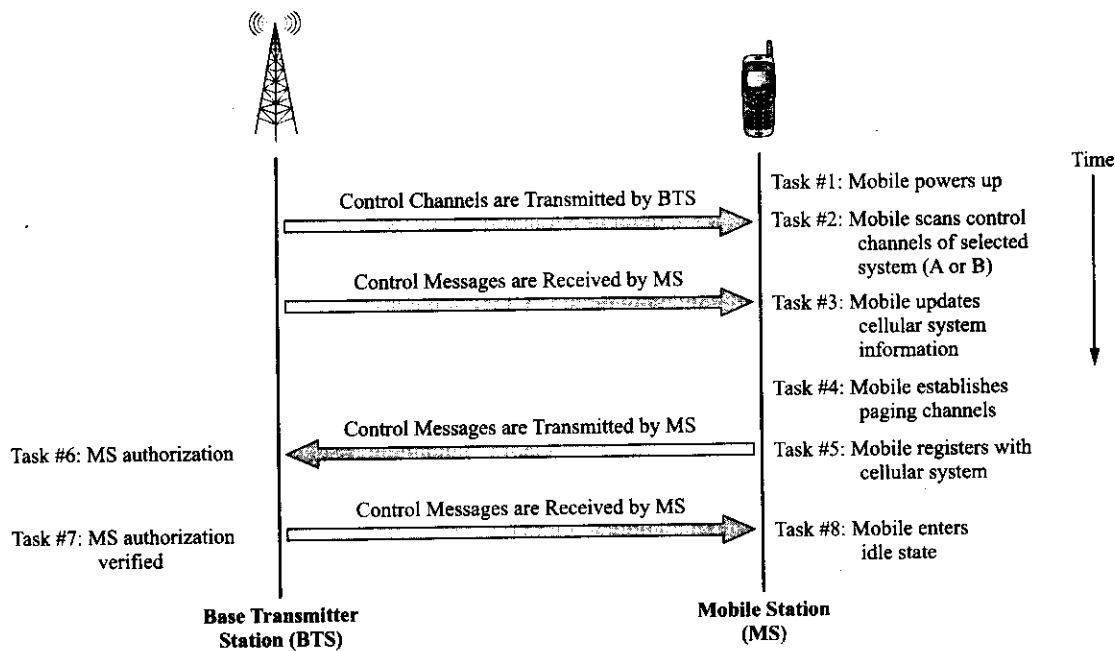 Time
Task #1: Mobile powers up
Control Channels are Transmitted by BTS
Task #2: Mobile scans control
channels of selected
system (A or B)
Control Messages are Received by MS
Task #3: Mobile updates
cellular system
information
Task #4: Mobile establishes
paging channels
Control Messages are Transmitted by MS
Task #6: MS authorization
Task #5: Mobile registers with
cellular system
Control Messages are Received by MS
Task #7: MS authorization
verified
Task #8: Mobile enters
idle state
Base Transmitter
Station (BTS)
Mobile Station
(MS)